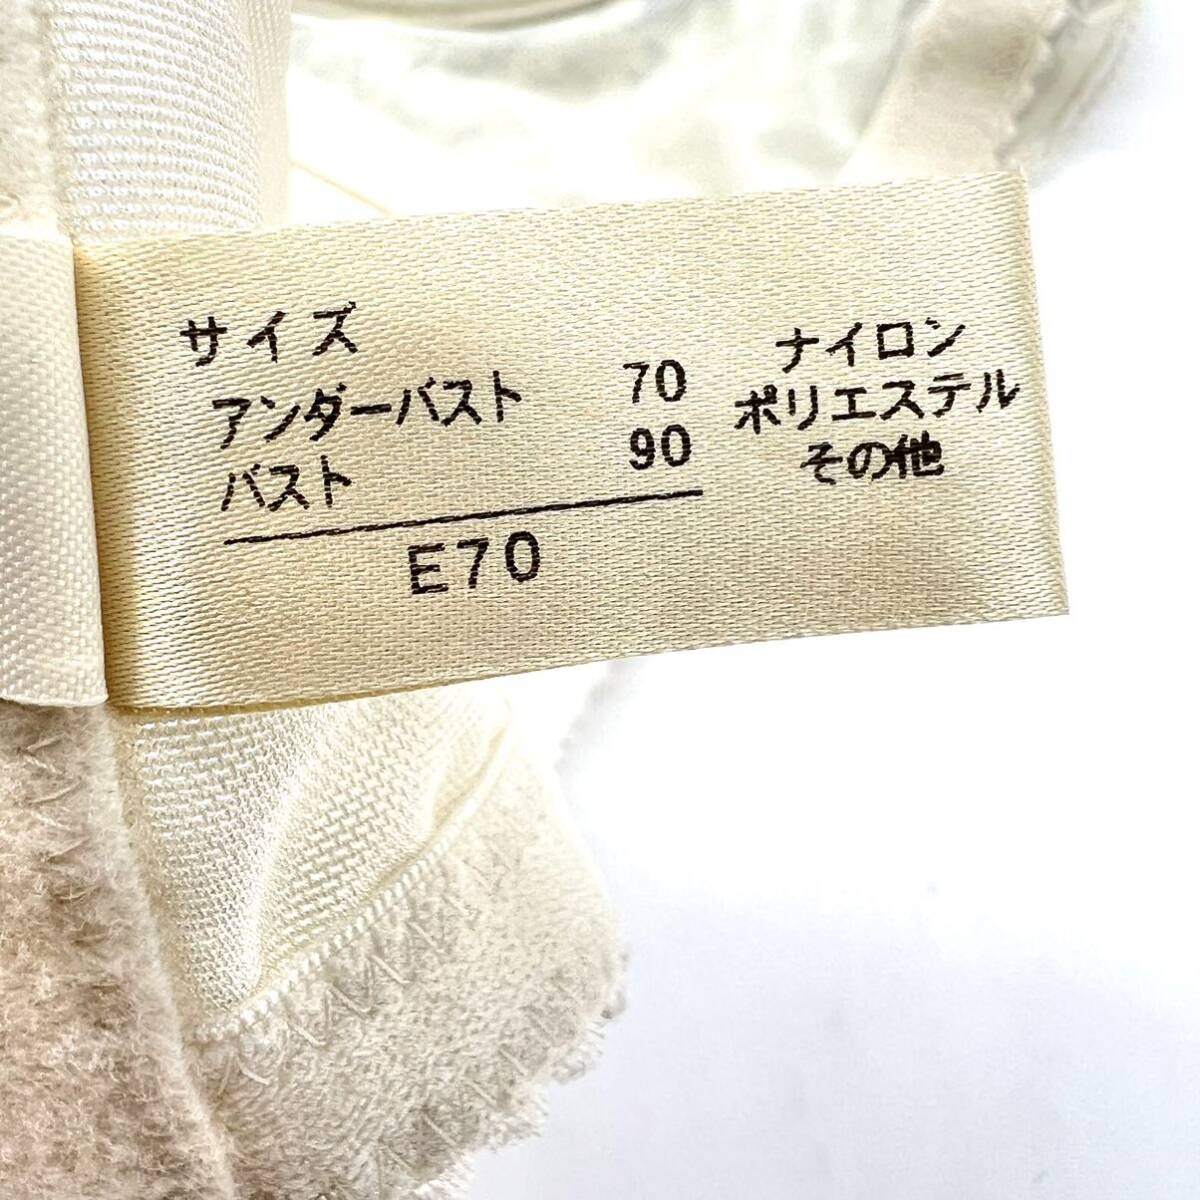 サイズ
アンダーバスト 70
バスト 90
E70
ナイロン
ポリエステル
その他